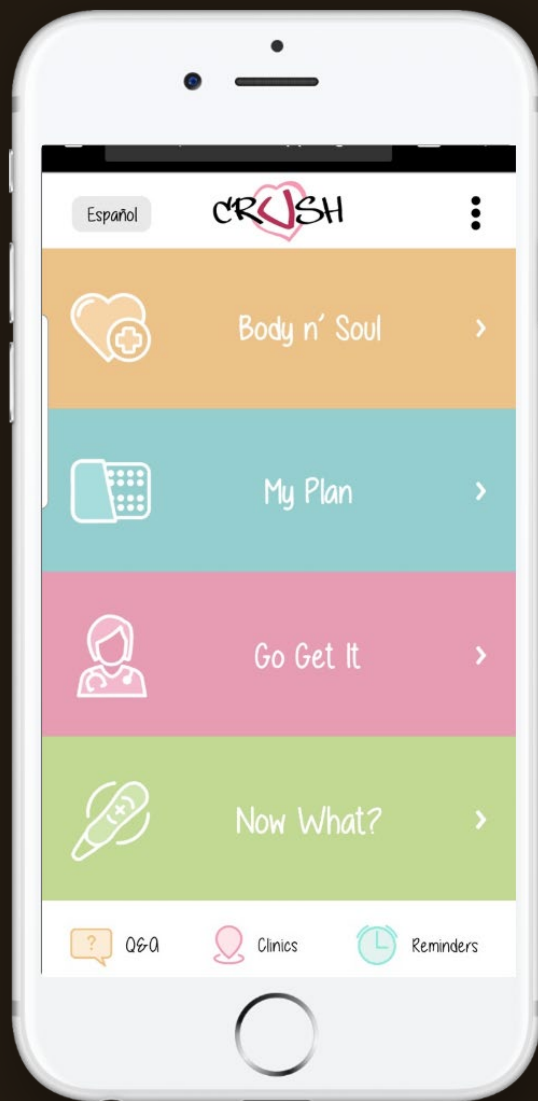 Español
CRUSH
Body n' Soul
My Plan
Go Get It
Now What?
?
Q&A
Clinics
Reminders